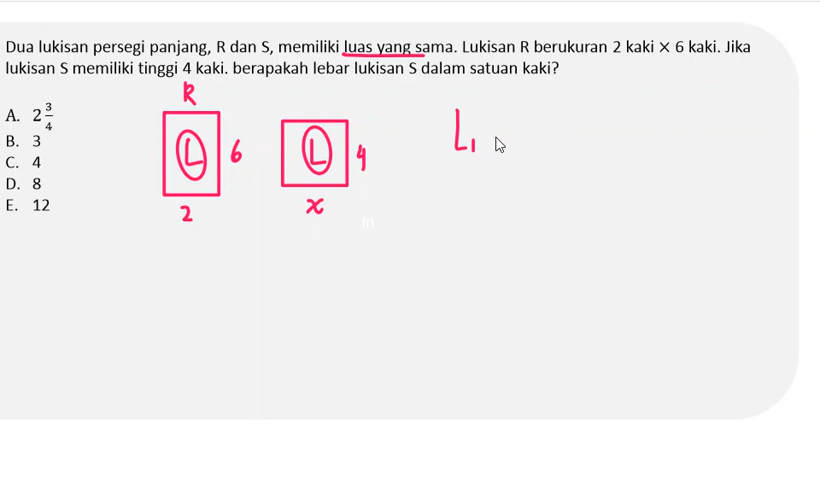 Dua lukisan persegi panjang, R dan S, memiliki luas yang sama. Lukisan R berukuran 2 kaki × 6 kaki. Jika
lukisan S memiliki tinggi 4 kaki. berapakah lebar lukisan S dalam satuan kaki?
A. 2 3/4
B. 3
C. 4
D. 8
E. 12
R
L
6
2
L
4
x
L₁
m